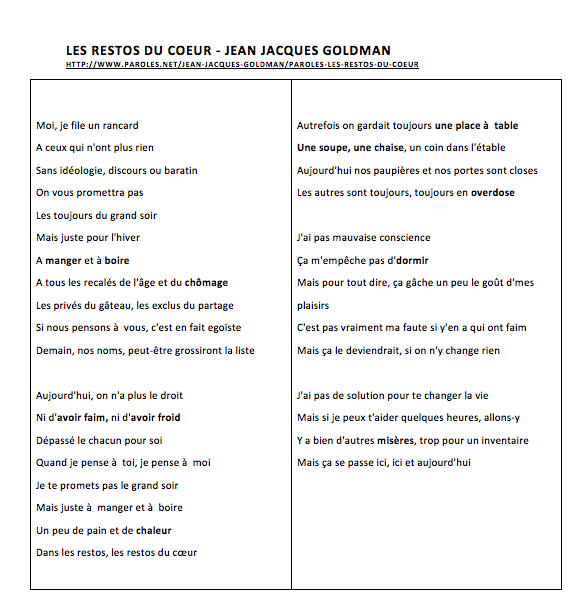 LES RESTOS DU COEUR - JEAN JACQUES GOLDMAN
HTTP://WWW.PAROLES.NET/JEAN-JACQUES-GOLDMAN/PAROLES-LES-RESTOS-DU-COEUR
Moi, je file un rancard
A ceux qui n'ont plus rien
Sans idéologie, discours ou baratin
On vous promettra pas
Les toujours du grand soir
Mais juste pour l'hiver
A manger et à boire
A tous les recalés de l'âge et du chômage
Les privés du gâteau, les exclus du partage
Si nous pensons à vous, c'est en fait egoïste
Demain, nos noms, peut-être grossiront la liste
Aujourd'hui, on n'a plus le droit
Ni d'avoir faim, ni d'avoir froid
Dépassé le chacun pour soi
Quand je pense à toi, je pense à moi
Je te promets pas le grand soir
Mais juste à manger et à boire
Un peu de pain et de chaleur
Dans les restos, les restos du cœur
Autrefois on gardait toujours une place à table
Une soupe, une chaise, un coin dans l'étable
Aujourd'hui nos paupières et nos portes sont closes
Les autres sont toujours, toujours en overdose
J'ai pas mauvaise conscience
Ça m'empêche pas d'dormir
Mais pour tout dire, ça gâche un peu le goût d'mes
plaisirs
C'est pas vraiment ma faute si y'en a qui ont faim
Mais ça le deviendrait, si on n'y change rien
J'ai pas de solution pour te changer la vie
Mais si je peux t'aider quelques heures, allons-y
Y a bien d'autres misères, trop pour un inventaire
Mais ça se passe ici, ici et aujourd'hui